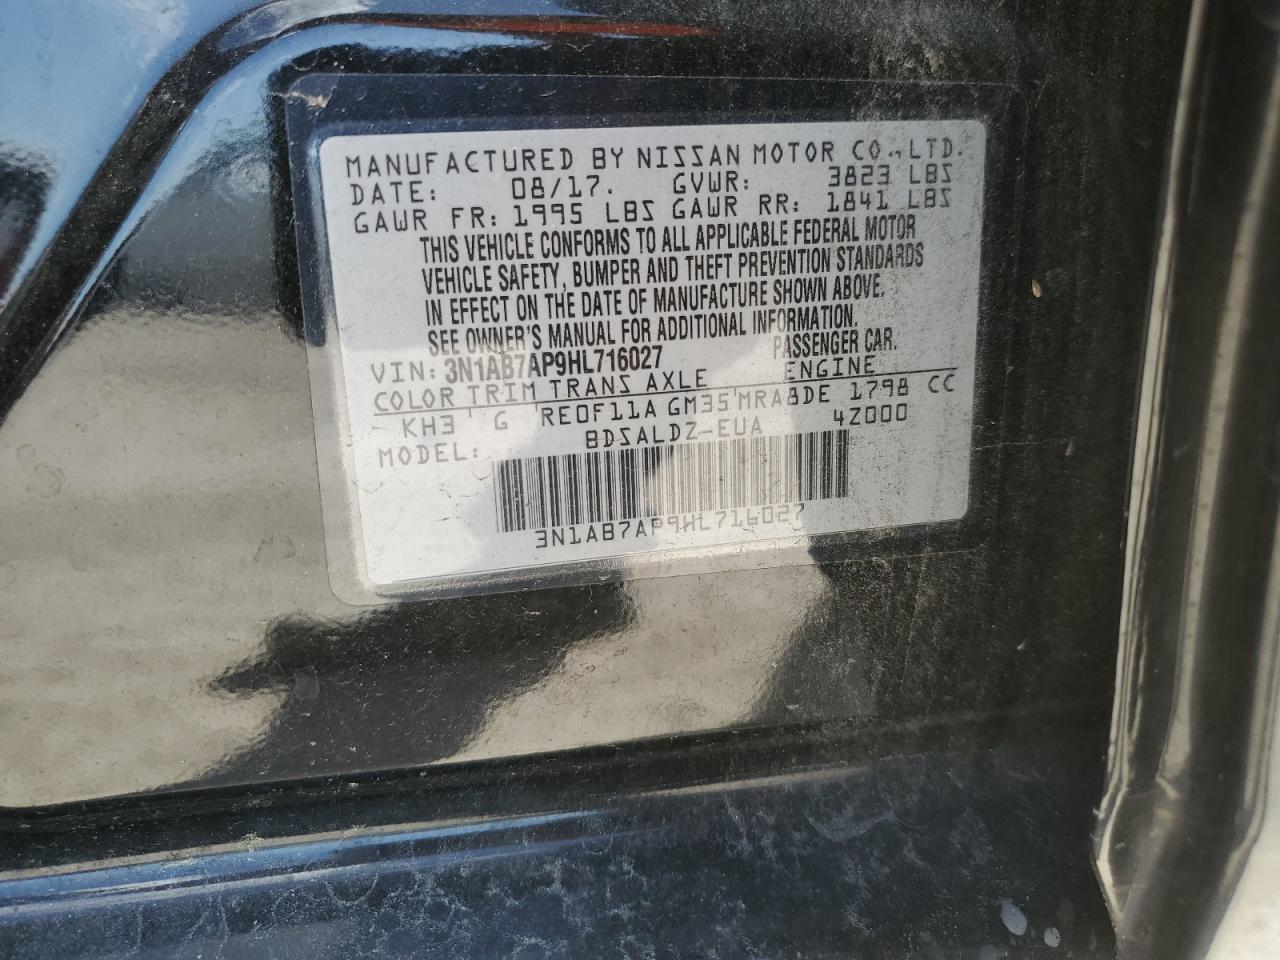 MANUFACTURED BY NISSAN MOTOR CO., LTD.
DATE: 08/17. GVWR: 3823 LBS
GAWR FR: 1995 LBS GAWR RR: 1841 LBS
THIS VEHICLE CONFORMS TO ALL APPLICABLE FEDERAL MOTOR
VEHICLE SAFETY, BUMPER AND THEFT PREVENTION STANDARDS
IN EFFECT ON THE DATE OF MANUFACTURE SHOWN ABOVE.
SEE OWNER'S MANUAL FOR ADDITIONAL INFORMATION.
VIN: 3N1AB7AP9HL716027 PASSENGER CAR.
COLOR TRIM TRANS AXLE ENGINE
KH3 G RE0F11A GM35 MRA8DE 1798 CC
MODEL: BDSALDZ-EUA 4Z000
3N1AB7AP9HL716027